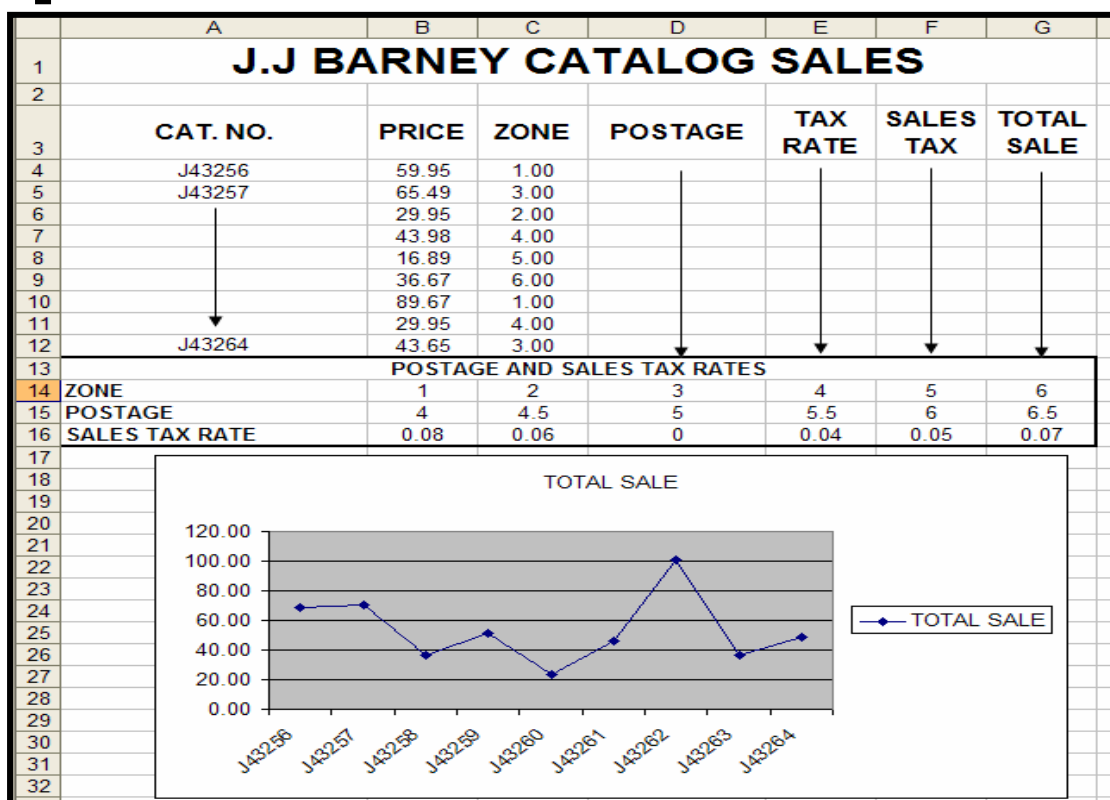 A B C D E F G
1 J.J BARNEY CATALOG SALES
2
3 CAT. NO. PRICE ZONE POSTAGE TAX RATE SALES TAX TOTAL SALE
4 J43256 59.95 1.00
5 J43257 65.49 3.00
6 29.95 2.00
7 43.98 4.00
8 16.89 5.00
9 36.67 6.00
10 89.67 1.00
11 29.95 4.00
12 J43264 43.65 3.00
13 POSTAGE AND SALES TAX RATES
14 ZONE 1 2 3 4 5 6
15 POSTAGE 4 4.5 5 5.5 6 6.5
16 SALES TAX RATE 0.08 0.06 0 0.04 0.05 0.07
17
18
19
20
21
22
23
24
25
26
27
28
29
30
31
32
TOTAL SALE
120.00
100.00
80.00
60.00
40.00
20.00
0.00
J43256 J43257 J43258 J43259 J43260 J43261 J43262 J43263 J43264
TOTAL SALE